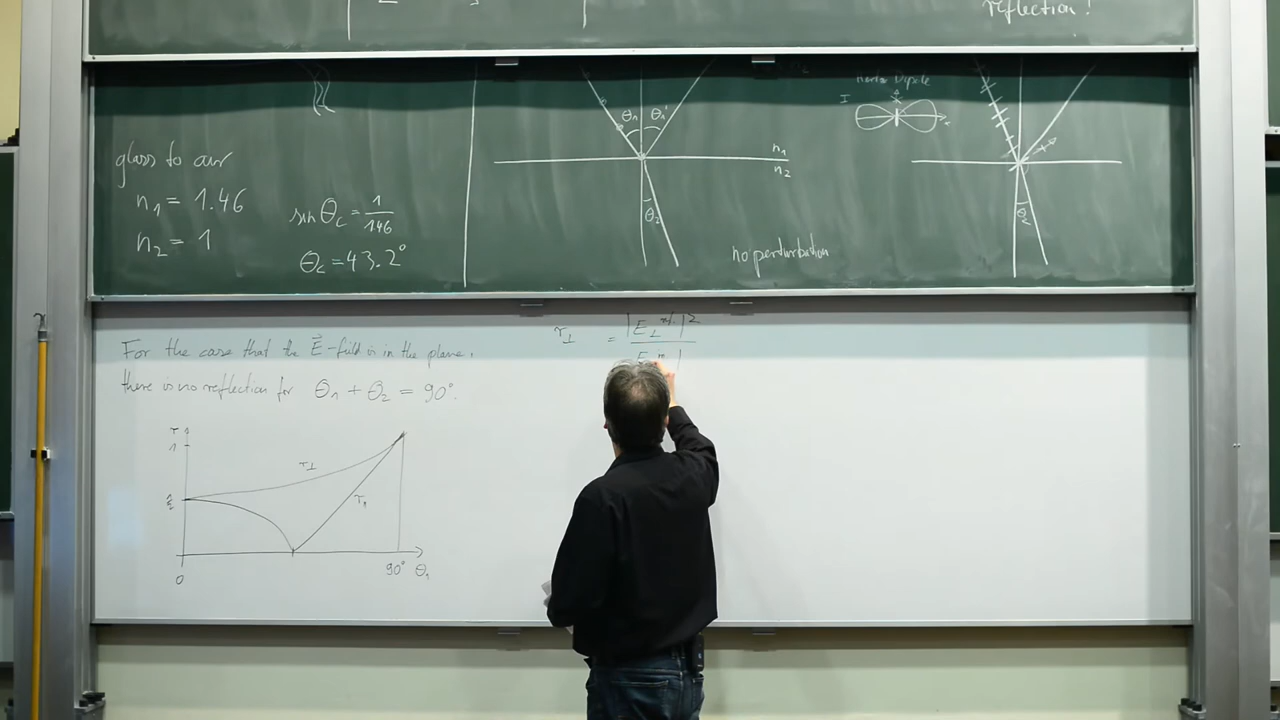 reflection!
glass to air
n₁ = 1.46
n₂ = 1
sin Θc = 1/1.46
Θc = 43.2°
Θ₁ Θ₁'
n₁
n₂
Θ₂
no perturbation
Hertz Dipole
I
Θ₂
For the case that the E⃗-field is in the plane,
there is no reflection for Θ₁ + Θ₂ = 90°.
r
1
r⊥
r∥
0
90° Θ₁
r⊥ = |E⊥